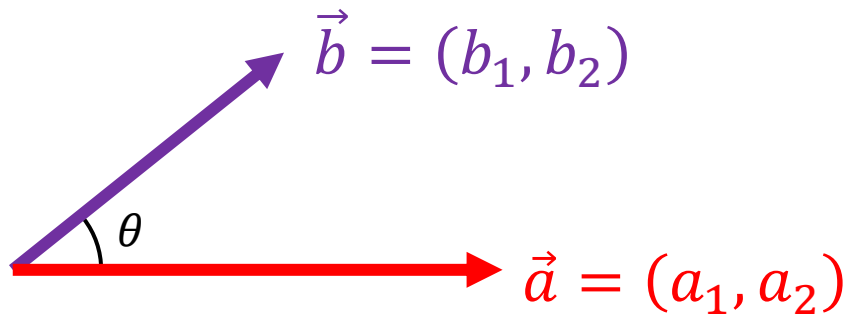 b⃗ = (b₁, b₂)
θ
a⃗ = (a₁, a₂)